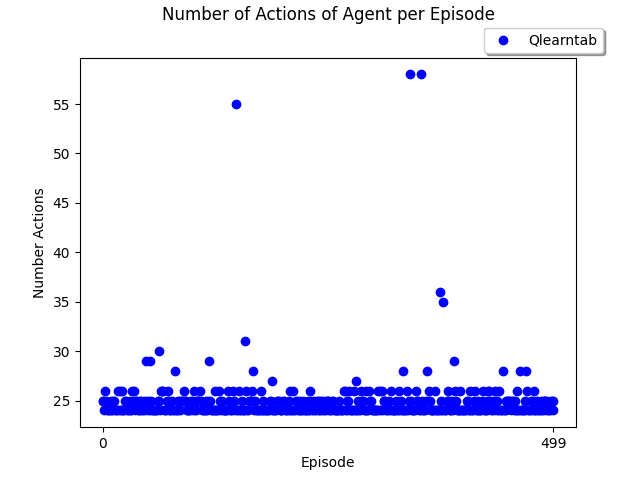 Number of Actions of Agent per Episode
Qlearntab
55
50
45
40
35
30
25
Number Actions
0
499
Episode